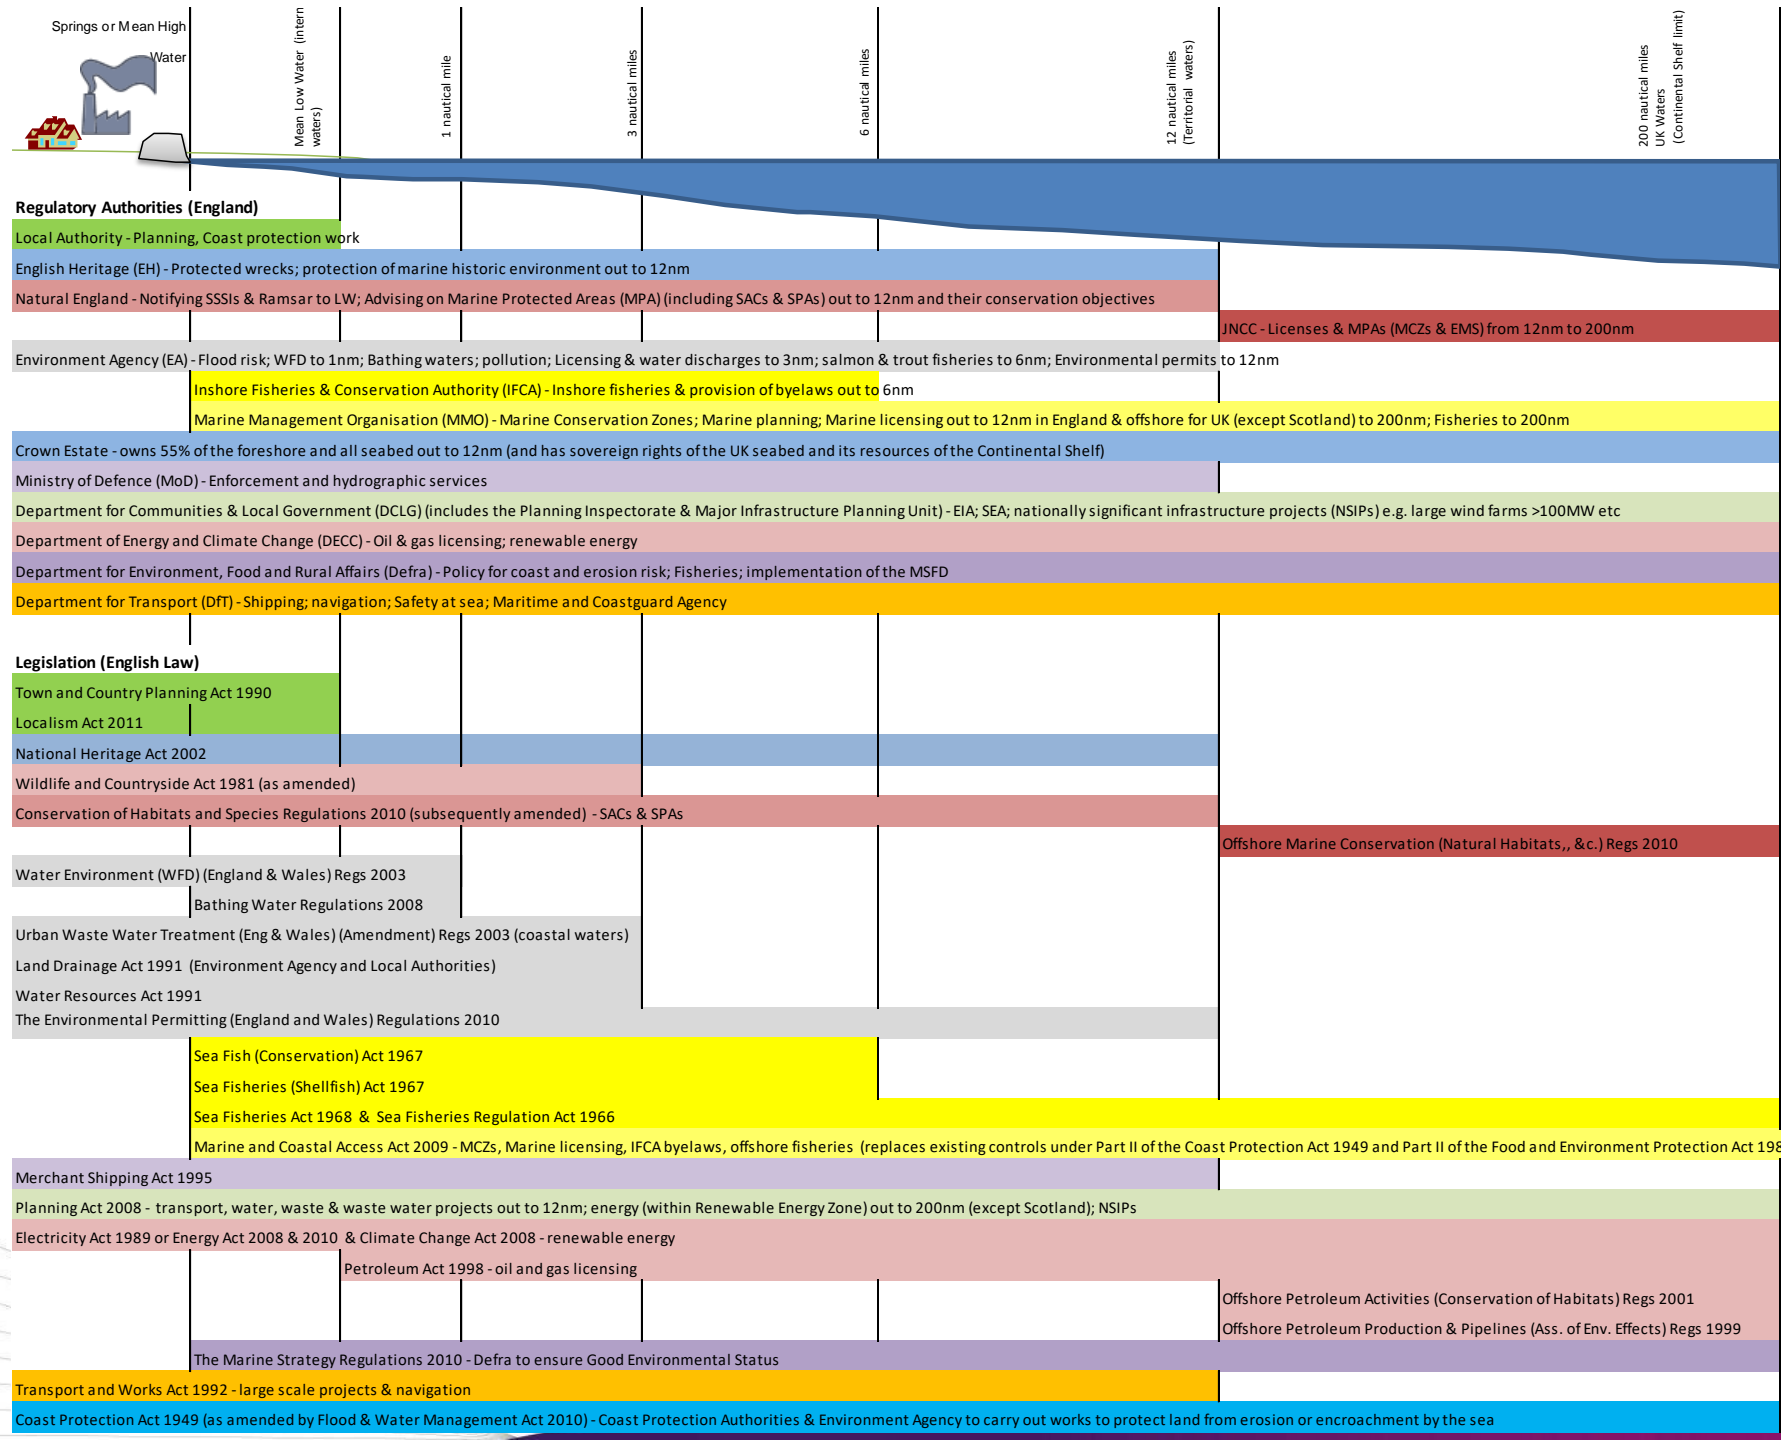 Springs or Mean High
Water
Mean Low Water (intern
waters)
1 nautical mile
3 nautical miles
6 nautical miles
12 nautical miles
(Territorial waters)
200 nautical miles
UK Waters
(Continental Shelf limit)
Regulatory Authorities (England)
Local Authority - Planning, Coast protection work
English Heritage (EH) - Protected wrecks; protection of marine historic environment out to 12nm
Natural England - Notifying SSSIs & Ramsar to LW; Advising on Marine Protected Areas (MPA) (including SACs & SPAs) out to 12nm and their conservation objectives
JNCC - Licenses & MPAs (MCZs & EMS) from 12nm to 200nm
Environment Agency (EA) - Flood risk; WFD to 1nm; Bathing waters; pollution; Licensing & water discharges to 3nm; salmon & trout fisheries to 6nm; Environmental permits to 12nm
Inshore Fisheries & Conservation Authority (IFCA) - Inshore fisheries & provision of byelaws out to 6nm
Marine Management Organisation (MMO) - Marine Conservation Zones; Marine planning; Marine licensing out to 12nm in England & offshore for UK (except Scotland) to 200nm; Fisheries to 200nm
Crown Estate - owns 55% of the foreshore and all seabed out to 12nm (and has sovereign rights of the UK seabed and its resources of the Continental Shelf)
Ministry of Defence (MoD) - Enforcement and hydrographic services
Department for Communities & Local Government (DCLG) (includes the Planning Inspectorate & Major Infrastructure Planning Unit) - EIA; SEA; nationally significant infrastructure projects (NSIPs) e.g. large wind farms >100MW etc
Department of Energy and Climate Change (DECC) - Oil & gas licensing; renewable energy
Department for Environment, Food and Rural Affairs (Defra) - Policy for coast and erosion risk; Fisheries; implementation of the MSFD
Department for Transport (DfT) - Shipping; navigation; Safety at sea; Maritime and Coastguard Agency
Legislation (English Law)
Town and Country Planning Act 1990
Localism Act 2011
National Heritage Act 2002
Wildlife and Countryside Act 1981 (as amended)
Conservation of Habitats and Species Regulations 2010 (subsequently amended) - SACs & SPAs
Offshore Marine Conservation (Natural Habitats,, &c.) Regs 2010
Water Environment (WFD) (England & Wales) Regs 2003
Bathing Water Regulations 2008
Urban Waste Water Treatment (Eng & Wales) (Amendment) Regs 2003 (coastal waters)
Land Drainage Act 1991 (Environment Agency and Local Authorities)
Water Resources Act 1991
The Environmental Permitting (England and Wales) Regulations 2010
Sea Fish (Conservation) Act 1967
Sea Fisheries (Shellfish) Act 1967
Sea Fisheries Act 1968 & Sea Fisheries Regulation Act 1966
Marine and Coastal Access Act 2009 - MCZs, Marine licensing, IFCA byelaws, offshore fisheries (replaces existing controls under Part II of the Coast Protection Act 1949 and Part II of the Food and Environment Protection Act 198
Merchant Shipping Act 1995
Planning Act 2008 - transport, water, waste & waste water projects out to 12nm; energy (within Renewable Energy Zone) out to 200nm (except Scotland); NSIPs
Electricity Act 1989 or Energy Act 2008 & 2010 & Climate Change Act 2008 - renewable energy
Petroleum Act 1998 - oil and gas licensing
Offshore Petroleum Activities (Conservation of Habitats) Regs 2001
Offshore Petroleum Production & Pipelines (Ass. of Env. Effects) Regs 1999
The Marine Strategy Regulations 2010 - Defra to ensure Good Environmental Status
Transport and Works Act 1992 - large scale projects & navigation
Coast Protection Act 1949 (as amended by Flood & Water Management Act 2010) - Coast Protection Authorities & Environment Agency to carry out works to protect land from erosion or encroachment by the sea